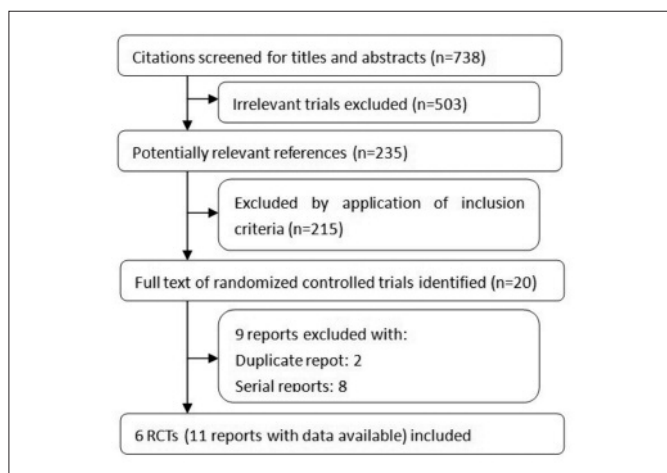 Citations screened for titles and abstracts (n=738)
Irrelevant trials excluded (n=503)
Potentially relevant references (n=235)
Excluded by application of inclusion
criteria (n=215)
Full text of randomized controlled trials identified (n=20)
9 reports excluded with:
Duplicate repot: 2
Serial reports: 8
6 RCTs (11 reports with data available) included